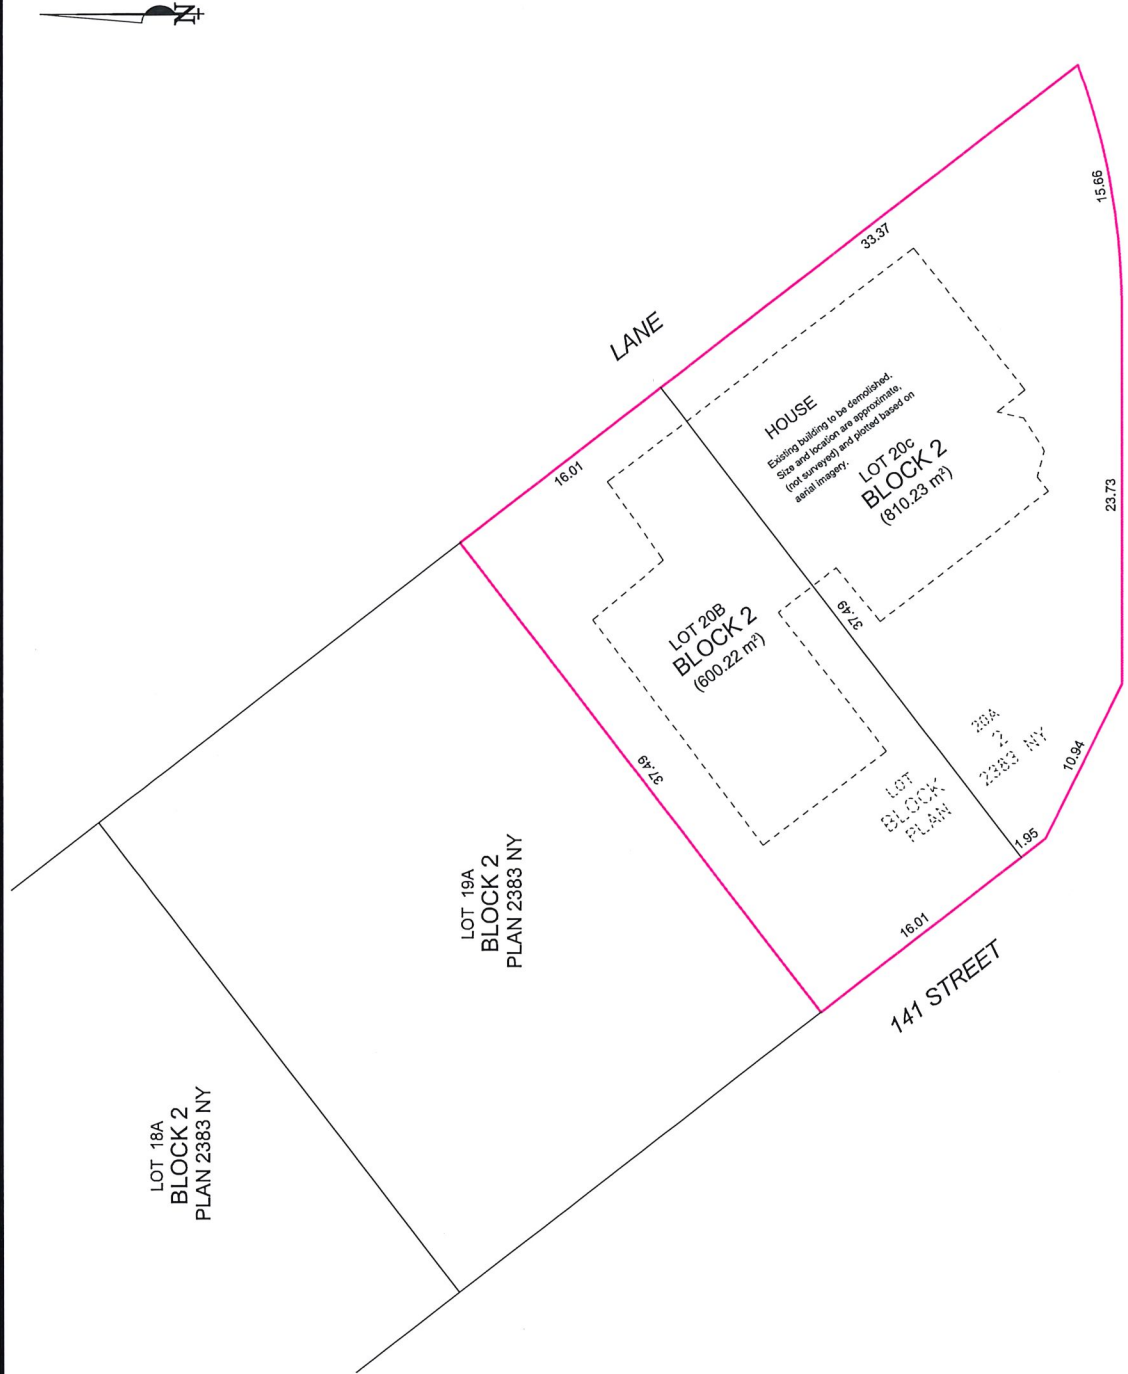 N
LANE
33.37
15.66
16.01
HOUSE
Existing building to be demolished.
Size and location are approximate,
(not surveyed) and plotted based on
aerial imagery.
LOT 20C
BLOCK 2
(810.23 m²)
23.73
LOT 20B
BLOCK 2
(600.22 m²)
37.49
37.49
LOT 20A
BLOCK 2
PLAN 2383 NY
10.94
1.95
16.01
141 STREET
LOT 19A
BLOCK 2
PLAN 2383 NY
LOT 18A
BLOCK 2
PLAN 2383 NY